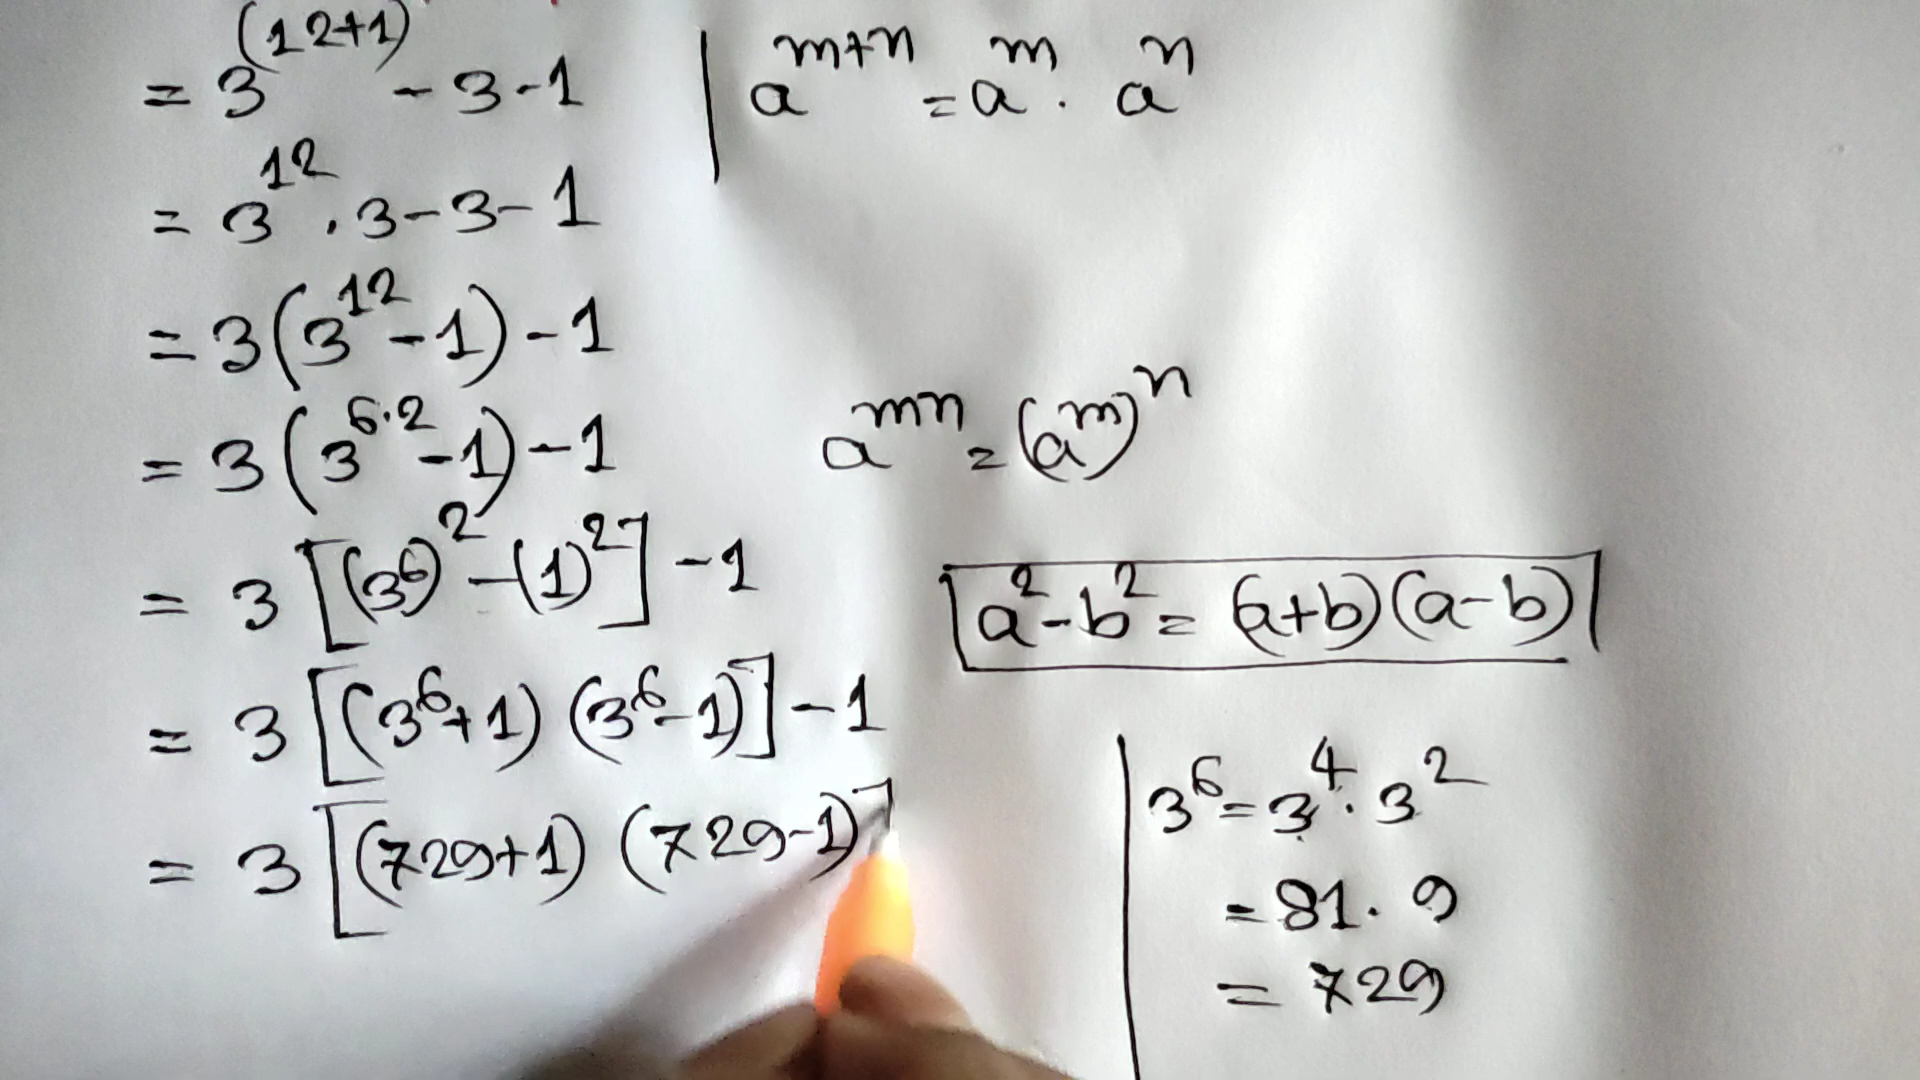 = 3^(12+1) - 3 - 1 | a^m+n = a^m . a^n
= 3^12 . 3 - 3 - 1
= 3(3^12 - 1) - 1
= 3(3^6.2 - 1) - 1 a^mn = (a^m)^n
= 3[(3^6)^2 - (1)^2] - 1 a^2 - b^2 = (a+b)(a-b)
= 3[(3^6+1)(3^6-1)] - 1
= 3[(729+1)(729-1)]
3^6 = 3^4 . 3^2
= 81 . 9
= 729